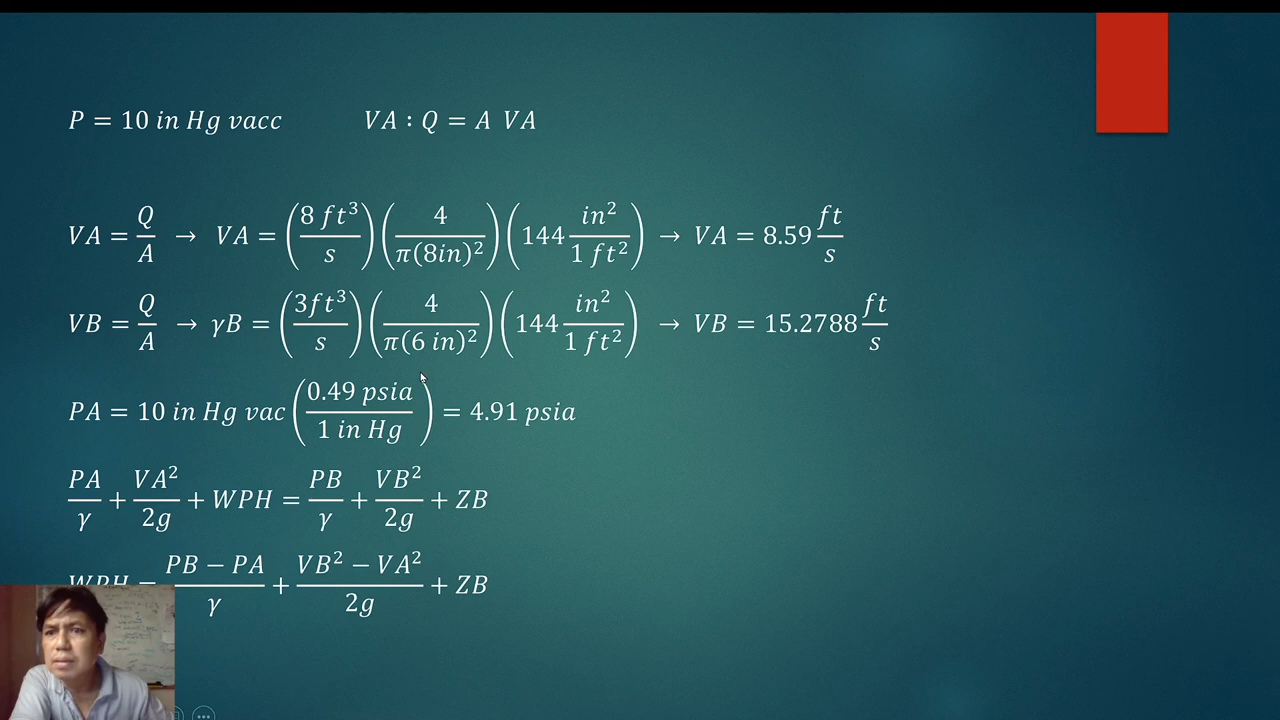 P = 10 in Hg vacc    VA : Q = A VA
VA = Q/A → VA = (8 ft³/s)(4/π(8in)²)(144 in²/1 ft²) → VA = 8.59 ft/s
VB = Q/A → γB = (3ft³/s)(4/π(6 in)²)(144 in²/1 ft²) → VB = 15.2788 ft/s
PA = 10 in Hg vac (0.49 psia/1 in Hg) = 4.91 psia
PA/γ + VA²/2g + WPH = PB/γ + VB²/2g + ZB
WPH = PB − PA/γ + VB² − VA²/2g + ZB